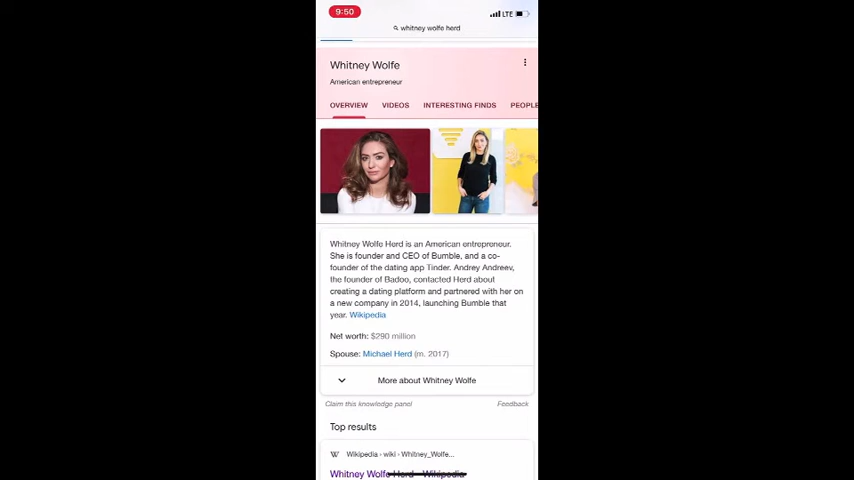 9:50
LTE
whitney wolfe herd
Whitney Wolfe
American entrepreneur
OVERVIEW VIDEOS INTERESTING FINDS PEOPLE
Whitney Wolfe Herd is an American entrepreneur.
She is founder and CEO of Bumble, and a co-
founder of the dating app Tinder. Andrey Andreev,
the founder of Badoo, contacted Herd about
creating a dating platform and partnered with her on
a new company in 2014, launching Bumble that
year. Wikipedia
Net worth: $290 million
Spouse: Michael Herd (m. 2017)
More about Whitney Wolfe
Claim this knowledge panel Feedback
Top results
W Wikipedia › wiki › Whitney_Wolfe...
Whitney Wolfe Herd - Wikipedia